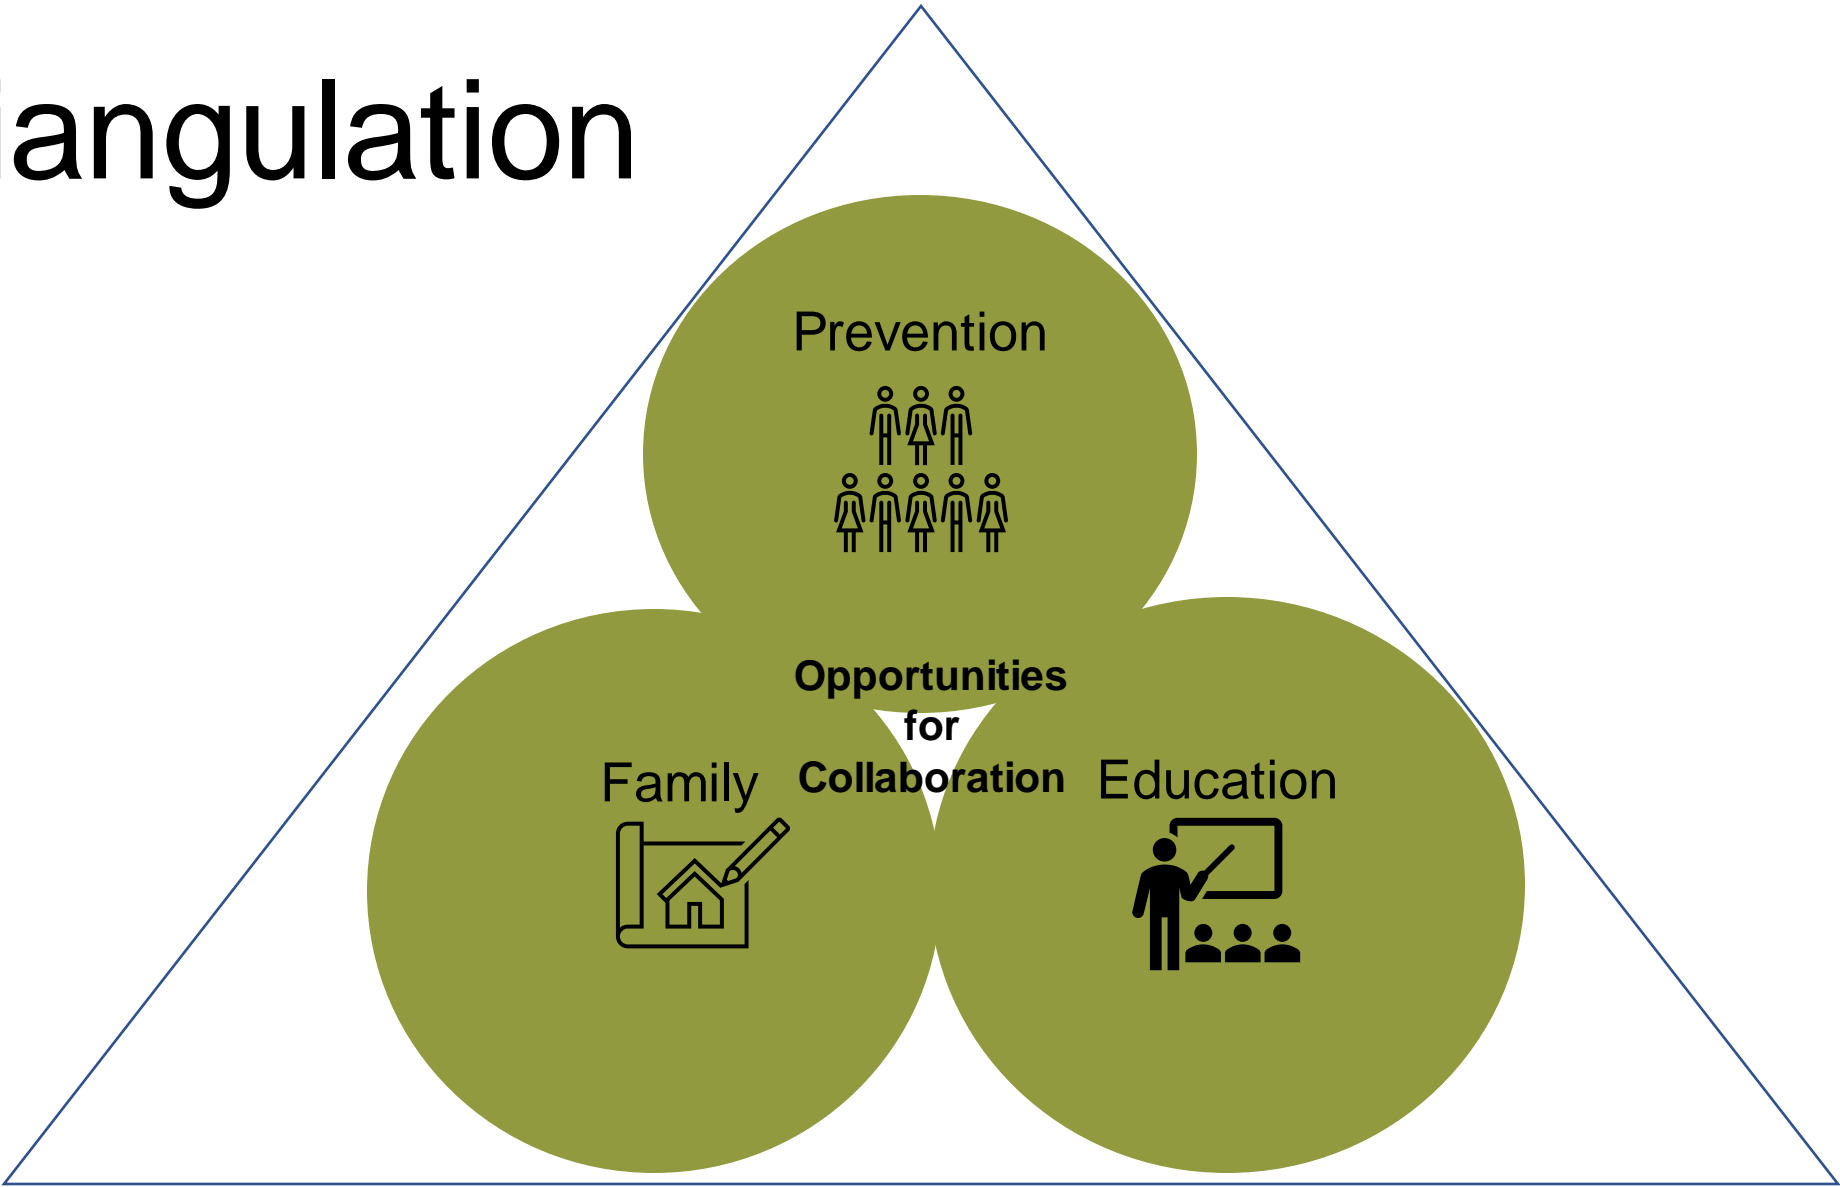 iangulation
Prevention
Opportunities
for
Collaboration
Family
Education